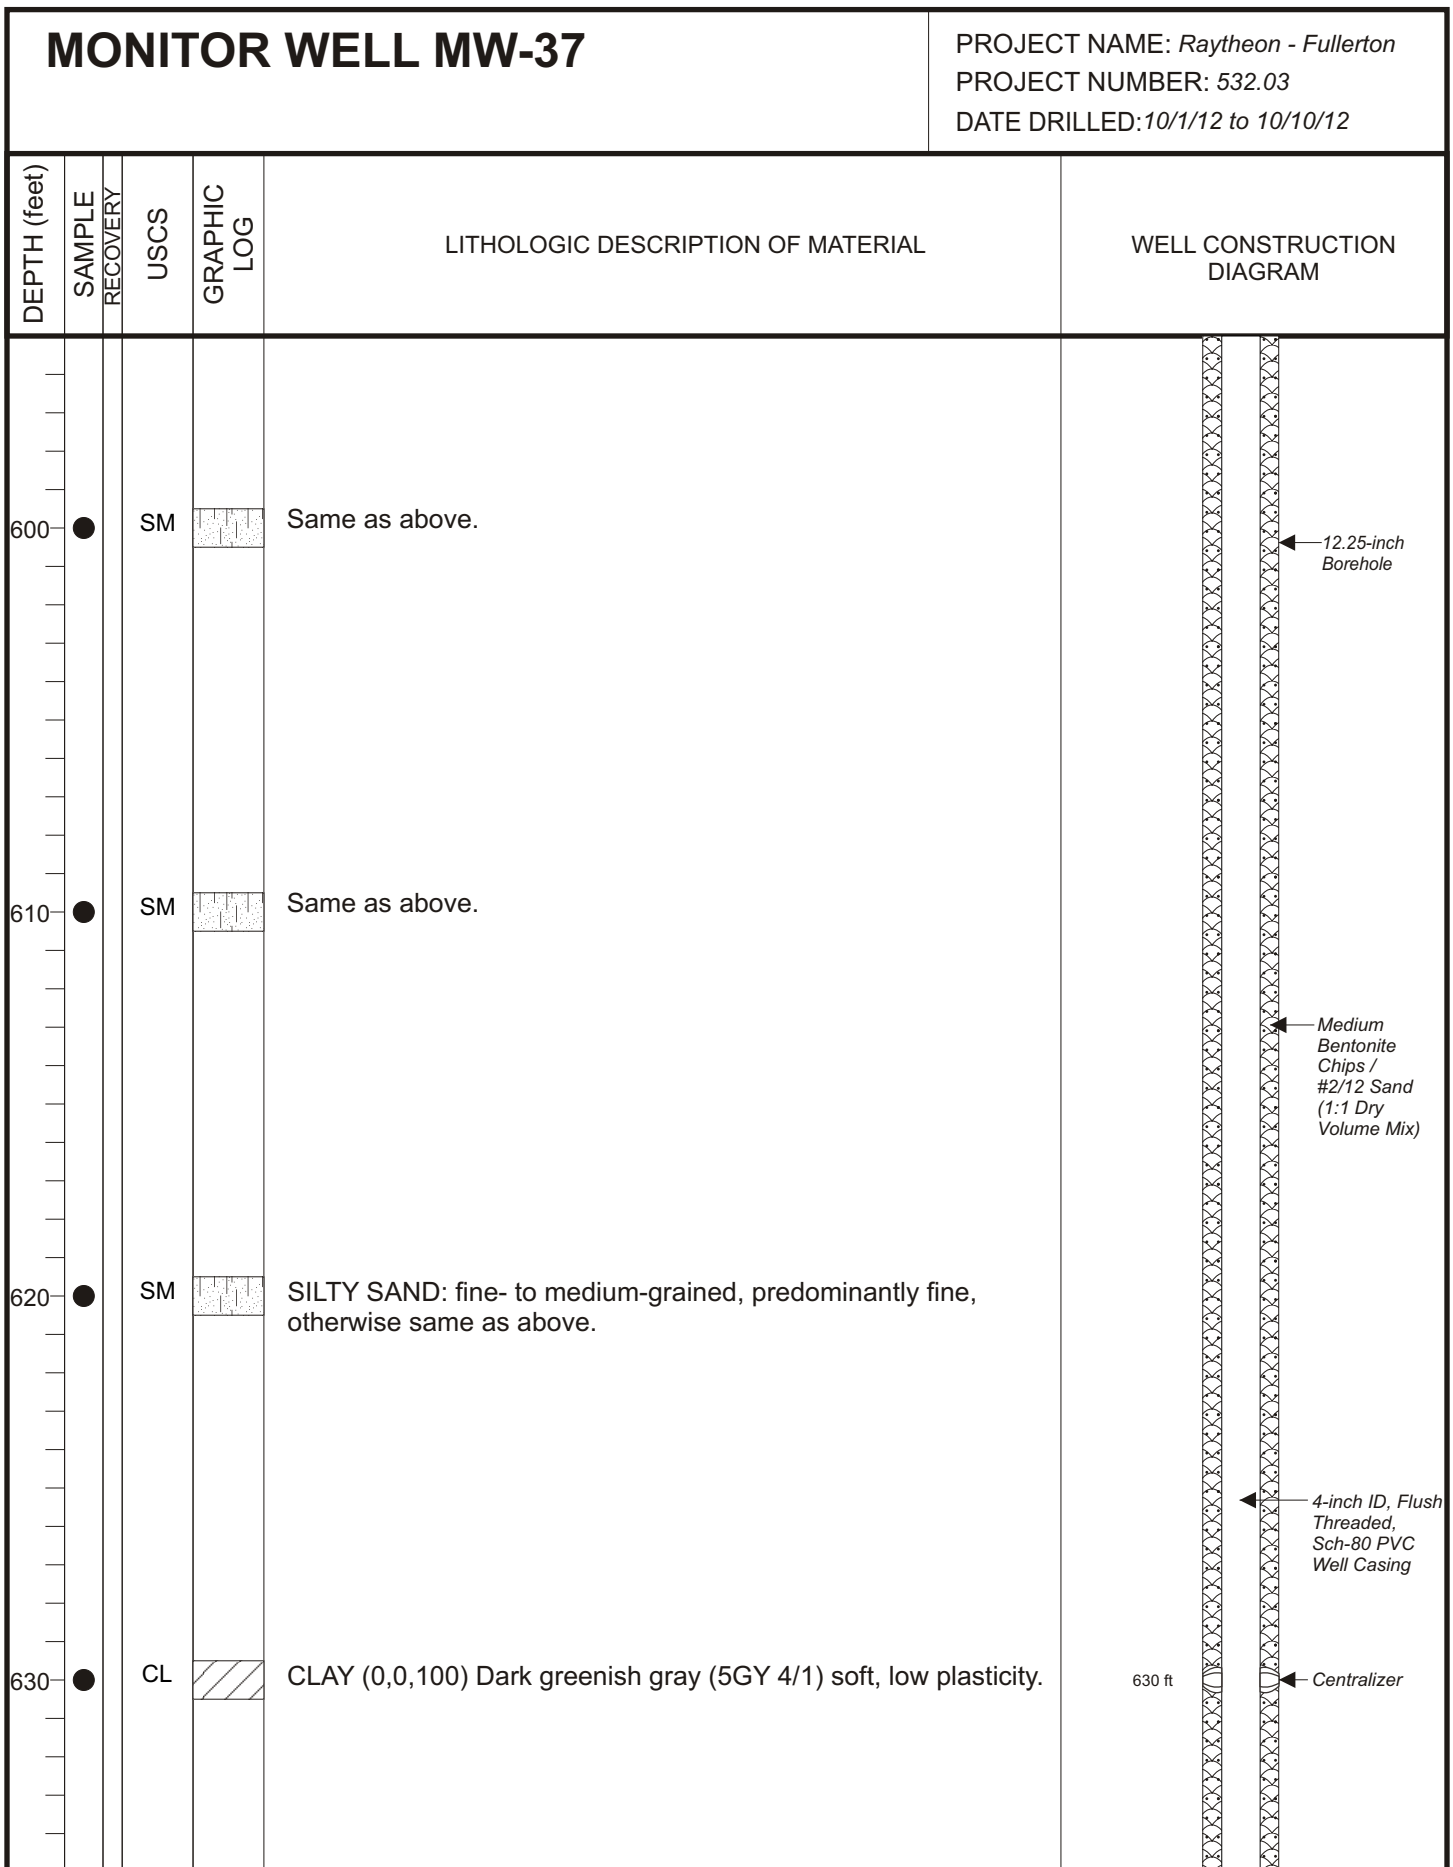 MONITOR WELL MW-37
PROJECT NAME: Raytheon - Fullerton
PROJECT NUMBER: 532.03
DATE DRILLED:10/1/12 to 10/10/12
DEPTH (feet)
SAMPLE
RECOVERY
USCS
GRAPHIC
LOG
LITHOLOGIC DESCRIPTION OF MATERIAL
WELL CONSTRUCTION
DIAGRAM
600
SM
Same as above.
12.25-inch
Borehole
610
SM
Same as above.
Medium
Bentonite
Chips /
#2/12 Sand
(1:1 Dry
Volume Mix)
620
SM
SILTY SAND: fine- to medium-grained, predominantly fine,
otherwise same as above.
4-inch ID, Flush
Threaded,
Sch-80 PVC
Well Casing
630
CL
CLAY (0,0,100) Dark greenish gray (5GY 4/1) soft, low plasticity.
630 ft
Centralizer